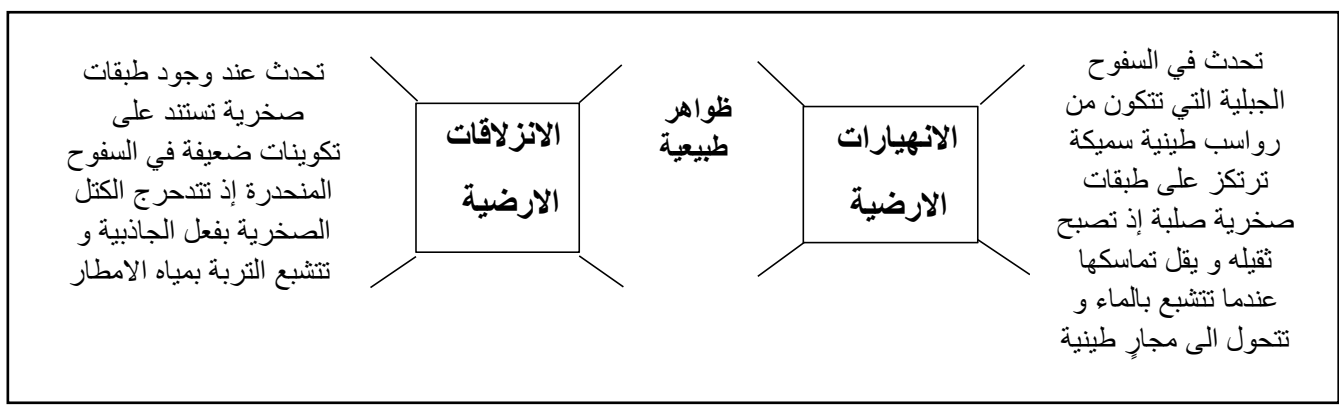 تحدث في السفوح
الجبلية التي تتكون من
رواسب طينية سميكة
ترتكز على طبقات
صخرية صلبة إذ تصبح
ثقيله و يقل تماسكها
عندما تتشبع بالماء و
تتحول الى مجارٍ طينية
الانهيارات
الارضية
ظواهر
طبيعية
الانزلاقات
الارضية
تحدث عند وجود طبقات
صخرية تستند على
تكوينات ضعيفة في السفوح
المنحدرة إذ تتدحرج الكتل
الصخرية بفعل الجاذبية و
تتشبع التربة بمياه الامطار